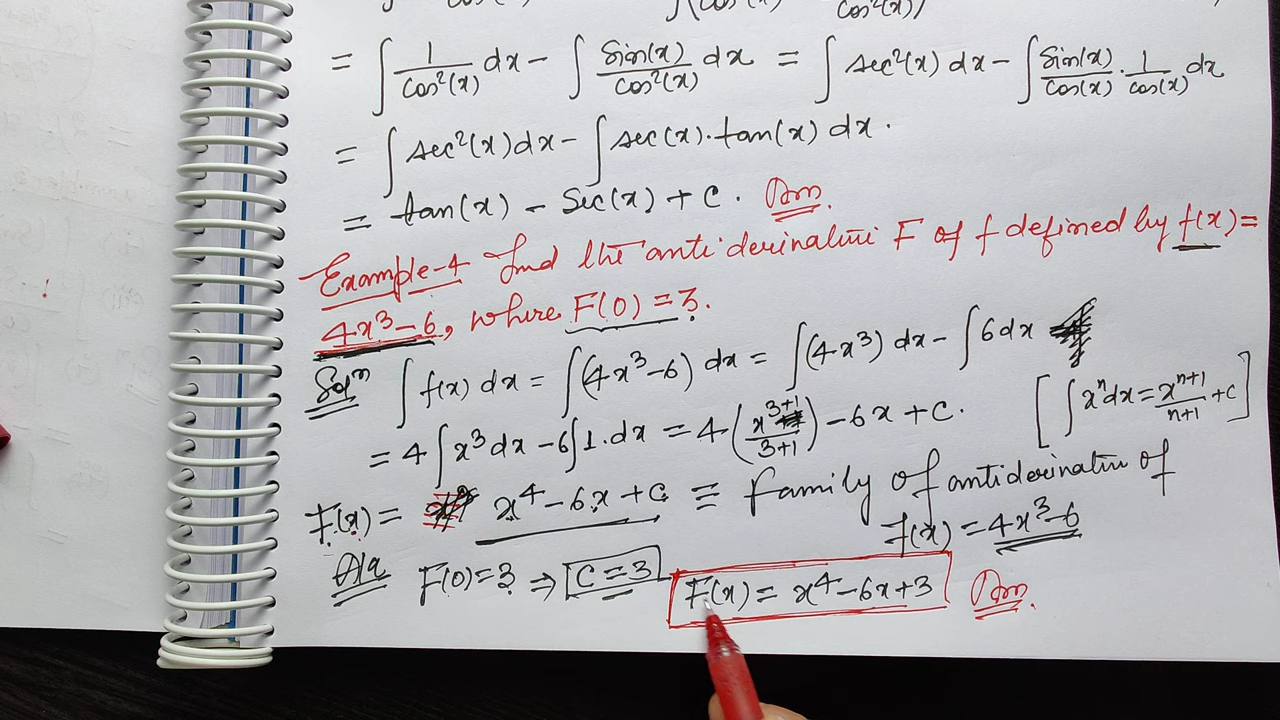 = ∫ 1/cos²(x) dx − ∫ Sin(x)/cos²(x) dx = ∫ sec²(x) dx − ∫ Sin(x)/cos(x) · 1/cos(x) dx
= ∫ sec²(x) dx − ∫ sec(x)·tan(x) dx.
= tan(x) − Sec(x) + C. Ans.
Example-4 find the antiderivative F of f defined by f(x) =
4x³−6, where F(0) = 3.
Solⁿ ∫ f(x) dx = ∫ (4x³−6) dx = ∫ (4x³) dx − ∫ 6 dx
= 4 ∫ x³ dx − 6 ∫ 1·dx = 4 (x³⁺¹/3+1) − 6x + C. [∫ xⁿ dx = xⁿ⁺¹/n+1 + C]
F(x) = x⁴ − 6x + C = family of antiderivative of
f(x) = 4x³−6
F(0) = 3 ⇒ C = 3 F(x) = x⁴ − 6x + 3 Ans.